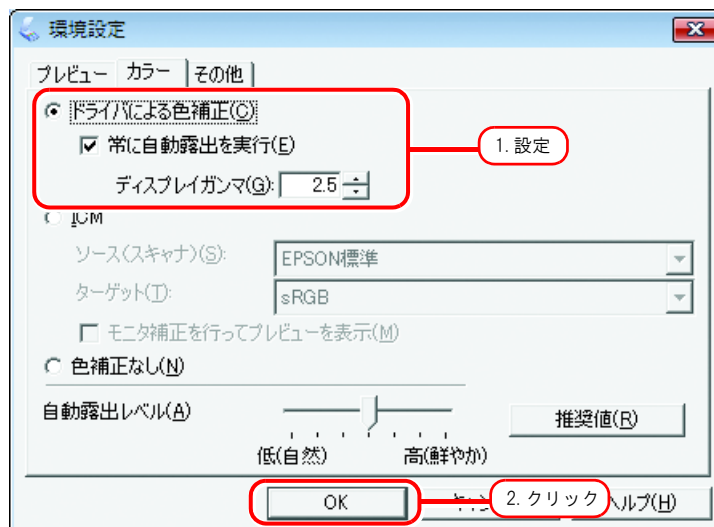 環境設定
プレビュー カラー その他
ドライバによる色補正(C)
常に自動露出を実行(E)
1. 設定
ディスプレイガンマ(G): 2.5
ICM
ソース(スキャナ)(S): EPSON標準
ターゲット(T): sRGB
モニタ補正を行ってプレビューを表示(M)
色補正なし(N)
自動露出レベル(A)
推奨値(R)
低(自然) 高(鮮やか)
OK 2. クリック ヘルプ(H)